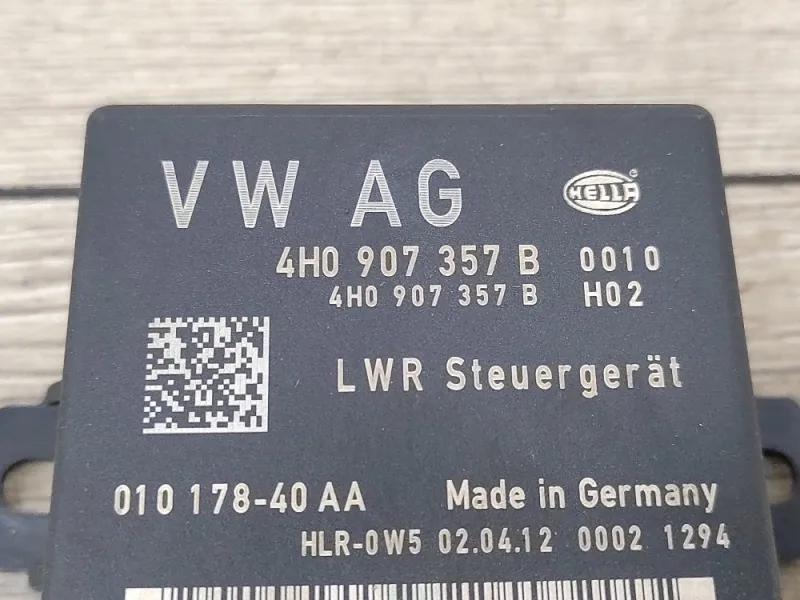 VW AG HELLA
4H0 907 357 B 0010
4H0 907 357 B H02
LWR Steuergerät
010 178-40 AA Made in Germany
HLR-0W5 02.04.12 0002 1294